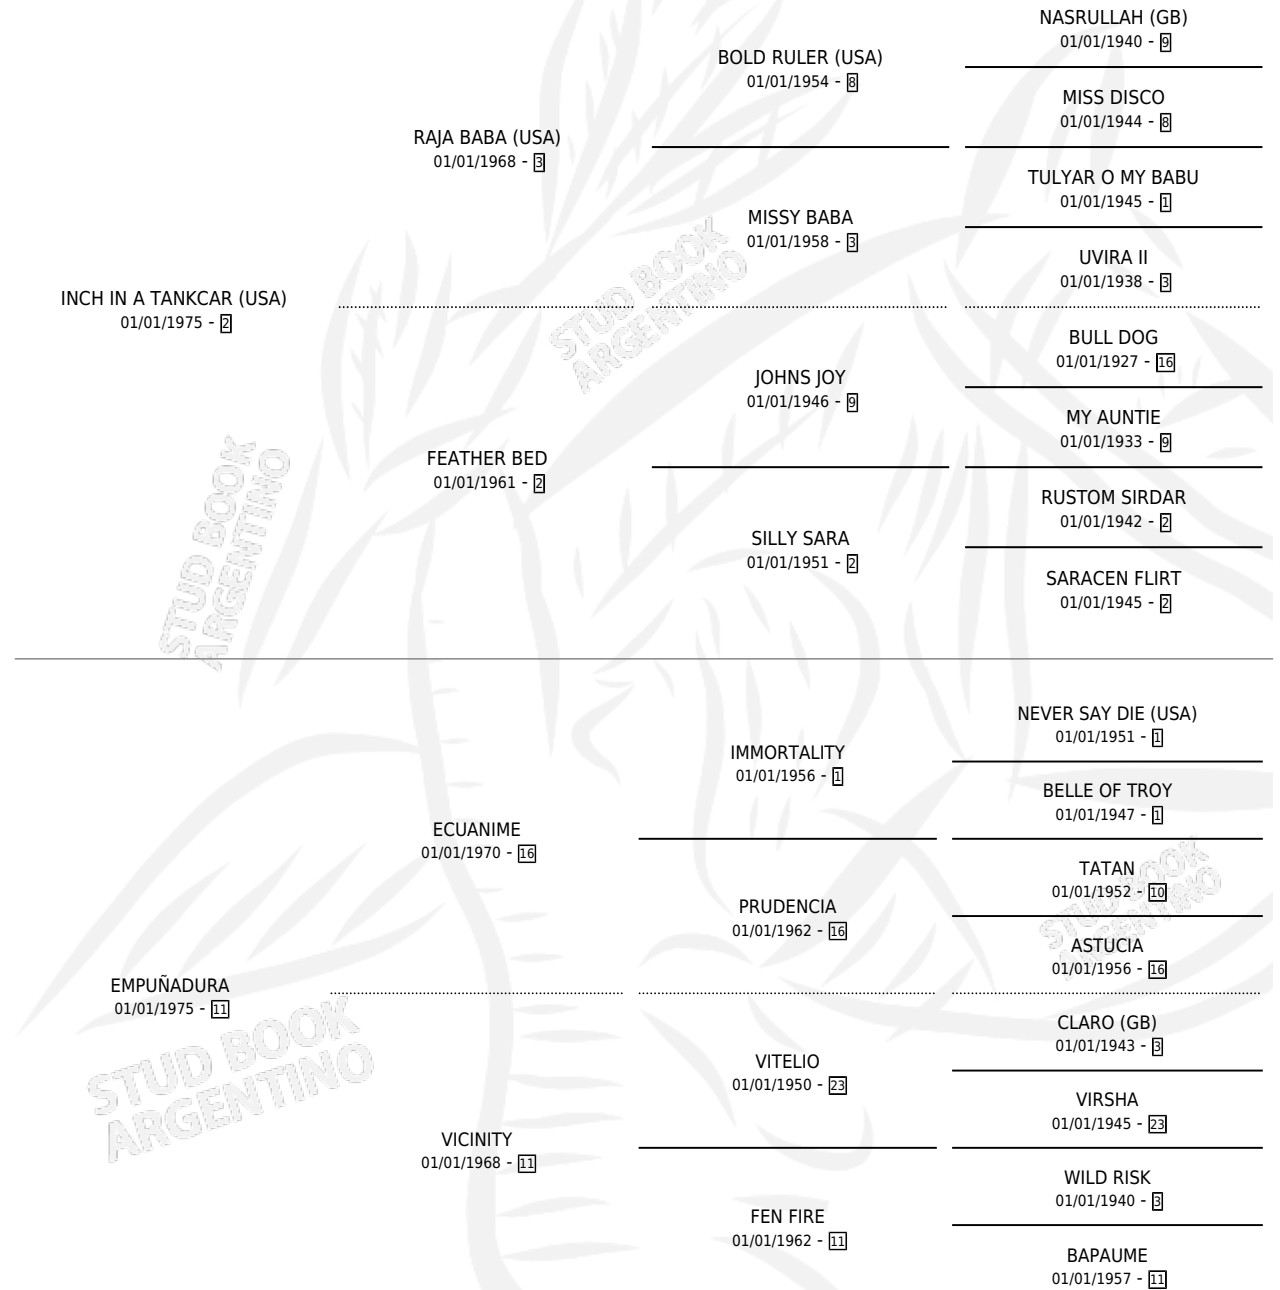 NASRULLAH (GB)
01/01/1940 - 9
BOLD RULER (USA)
01/01/1954 - 8
MISS DISCO
01/01/1944 - 8
RAJA BABA (USA)
01/01/1968 - 3
TULYAR O MY BABU
01/01/1945 - 1
MISSY BABA
01/01/1958 - 3
UVIRA II
01/01/1938 - 3
INCH IN A TANKCAR (USA)
01/01/1975 - 2
BULL DOG
01/01/1927 - 16
JOHNS JOY
01/01/1946 - 9
MY AUNTIE
01/01/1933 - 9
FEATHER BED
01/01/1961 - 2
RUSTOM SIRDAR
01/01/1942 - 2
SILLY SARA
01/01/1951 - 2
SARACEN FLIRT
01/01/1945 - 2
NEVER SAY DIE (USA)
01/01/1951 - 1
IMMORTALITY
01/01/1956 - 1
BELLE OF TROY
01/01/1947 - 1
ECUANIME
01/01/1970 - 16
TATAN
01/01/1952 - 10
PRUDENCIA
01/01/1962 - 16
ASTUCIA
01/01/1956 - 16
EMPUÑADURA
01/01/1975 - 11
CLARO (GB)
01/01/1943 - 3
VITELIO
01/01/1950 - 23
VIRSHA
01/01/1945 - 23
VICINITY
01/01/1968 - 11
WILD RISK
01/01/1940 - 3
FEN FIRE
01/01/1962 - 11
BAPAUME
01/01/1957 - 11
STUD BOOK
ARGENTINO
STUD BOOK
ARGENTINO
STUD BOOK
ARGENTINO
STUD BOOK
ARGENTINO